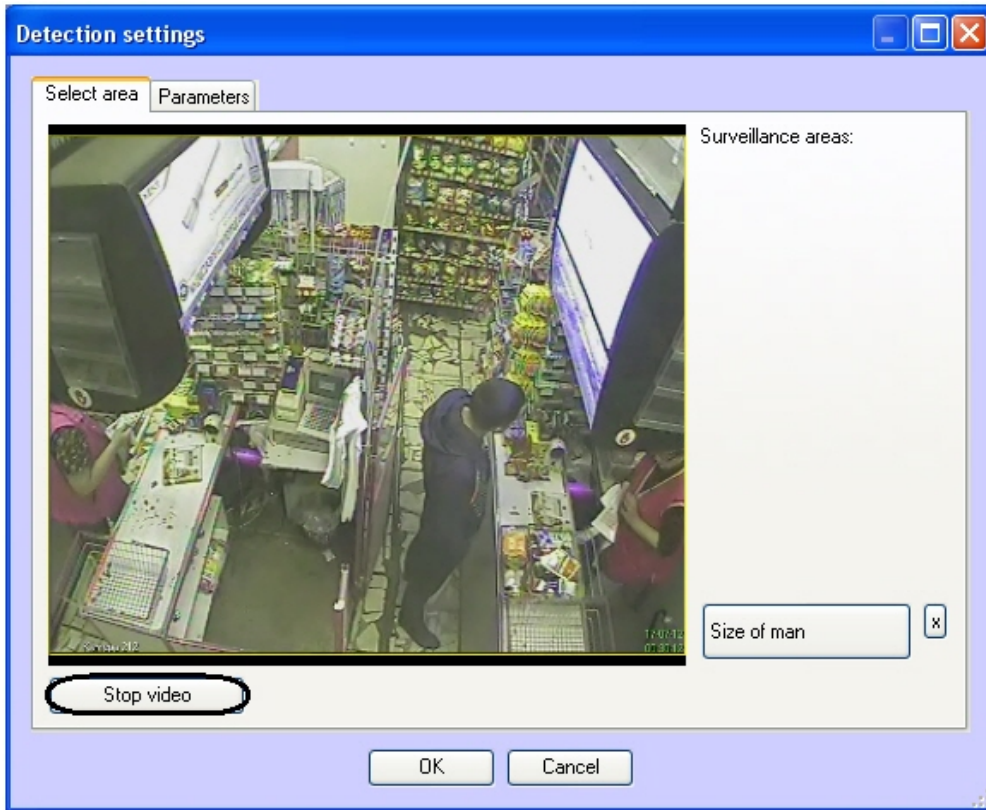 Detection settings
Select area
Parameters
Surveillance areas:
Size of man
x
Stop video
OK
Cancel